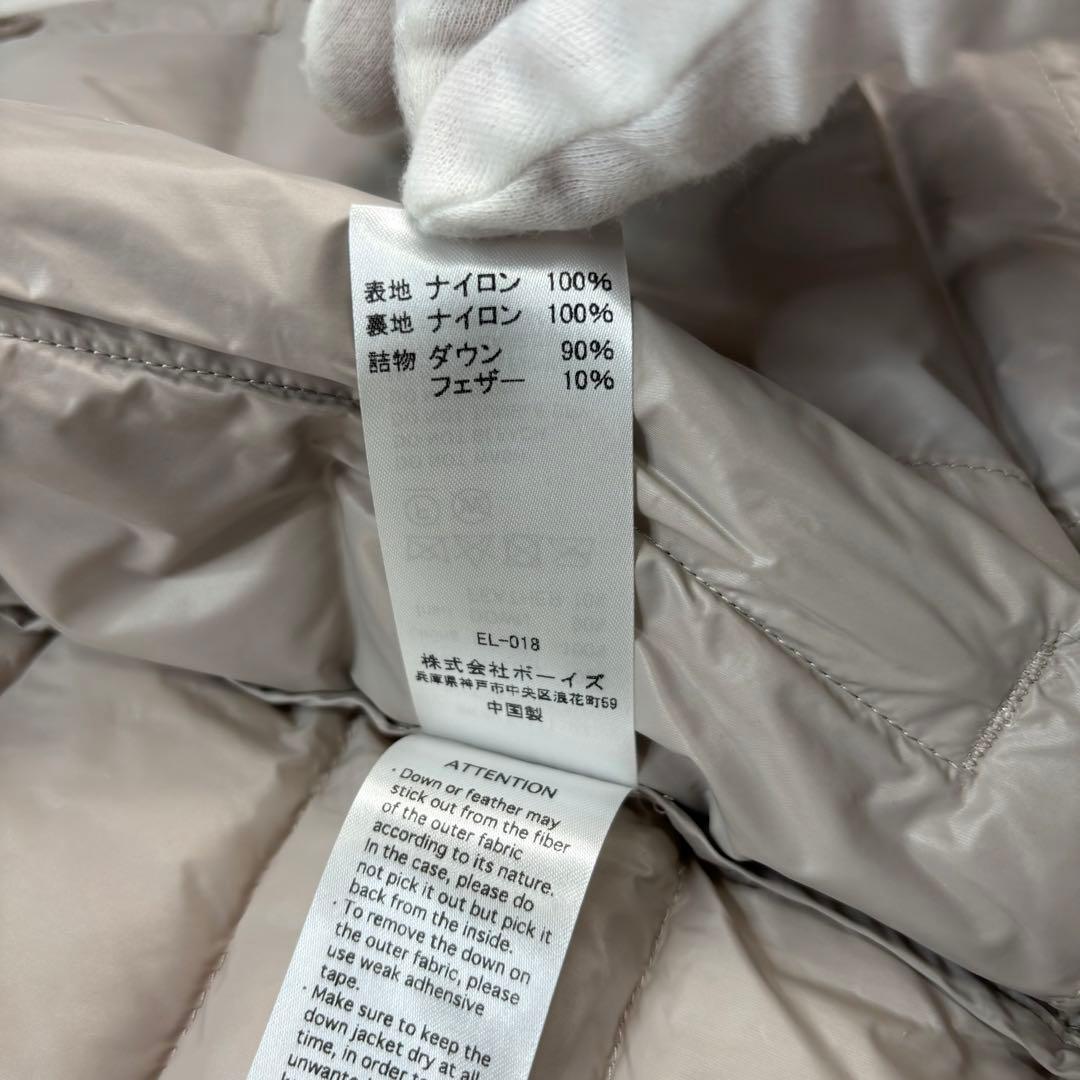 表地 ナイロン 100%
裏地 ナイロン 100%
詰物 ダウン 90%
フェザー 10%
EL-018
株式会社ボーイズ
兵庫県神戸市中央区浪花町59
中国製
ATTENTION
・Down or feather may
stick out from the fiber
of the outer fabric
according to its nature.
In the case, please do
not pick it out but pick it
back from the inside.
・To remove the down on
the outer fabric, please
use weak adhensive
tape.
・Make sure to keep the
down jacket dry at all
time, in order